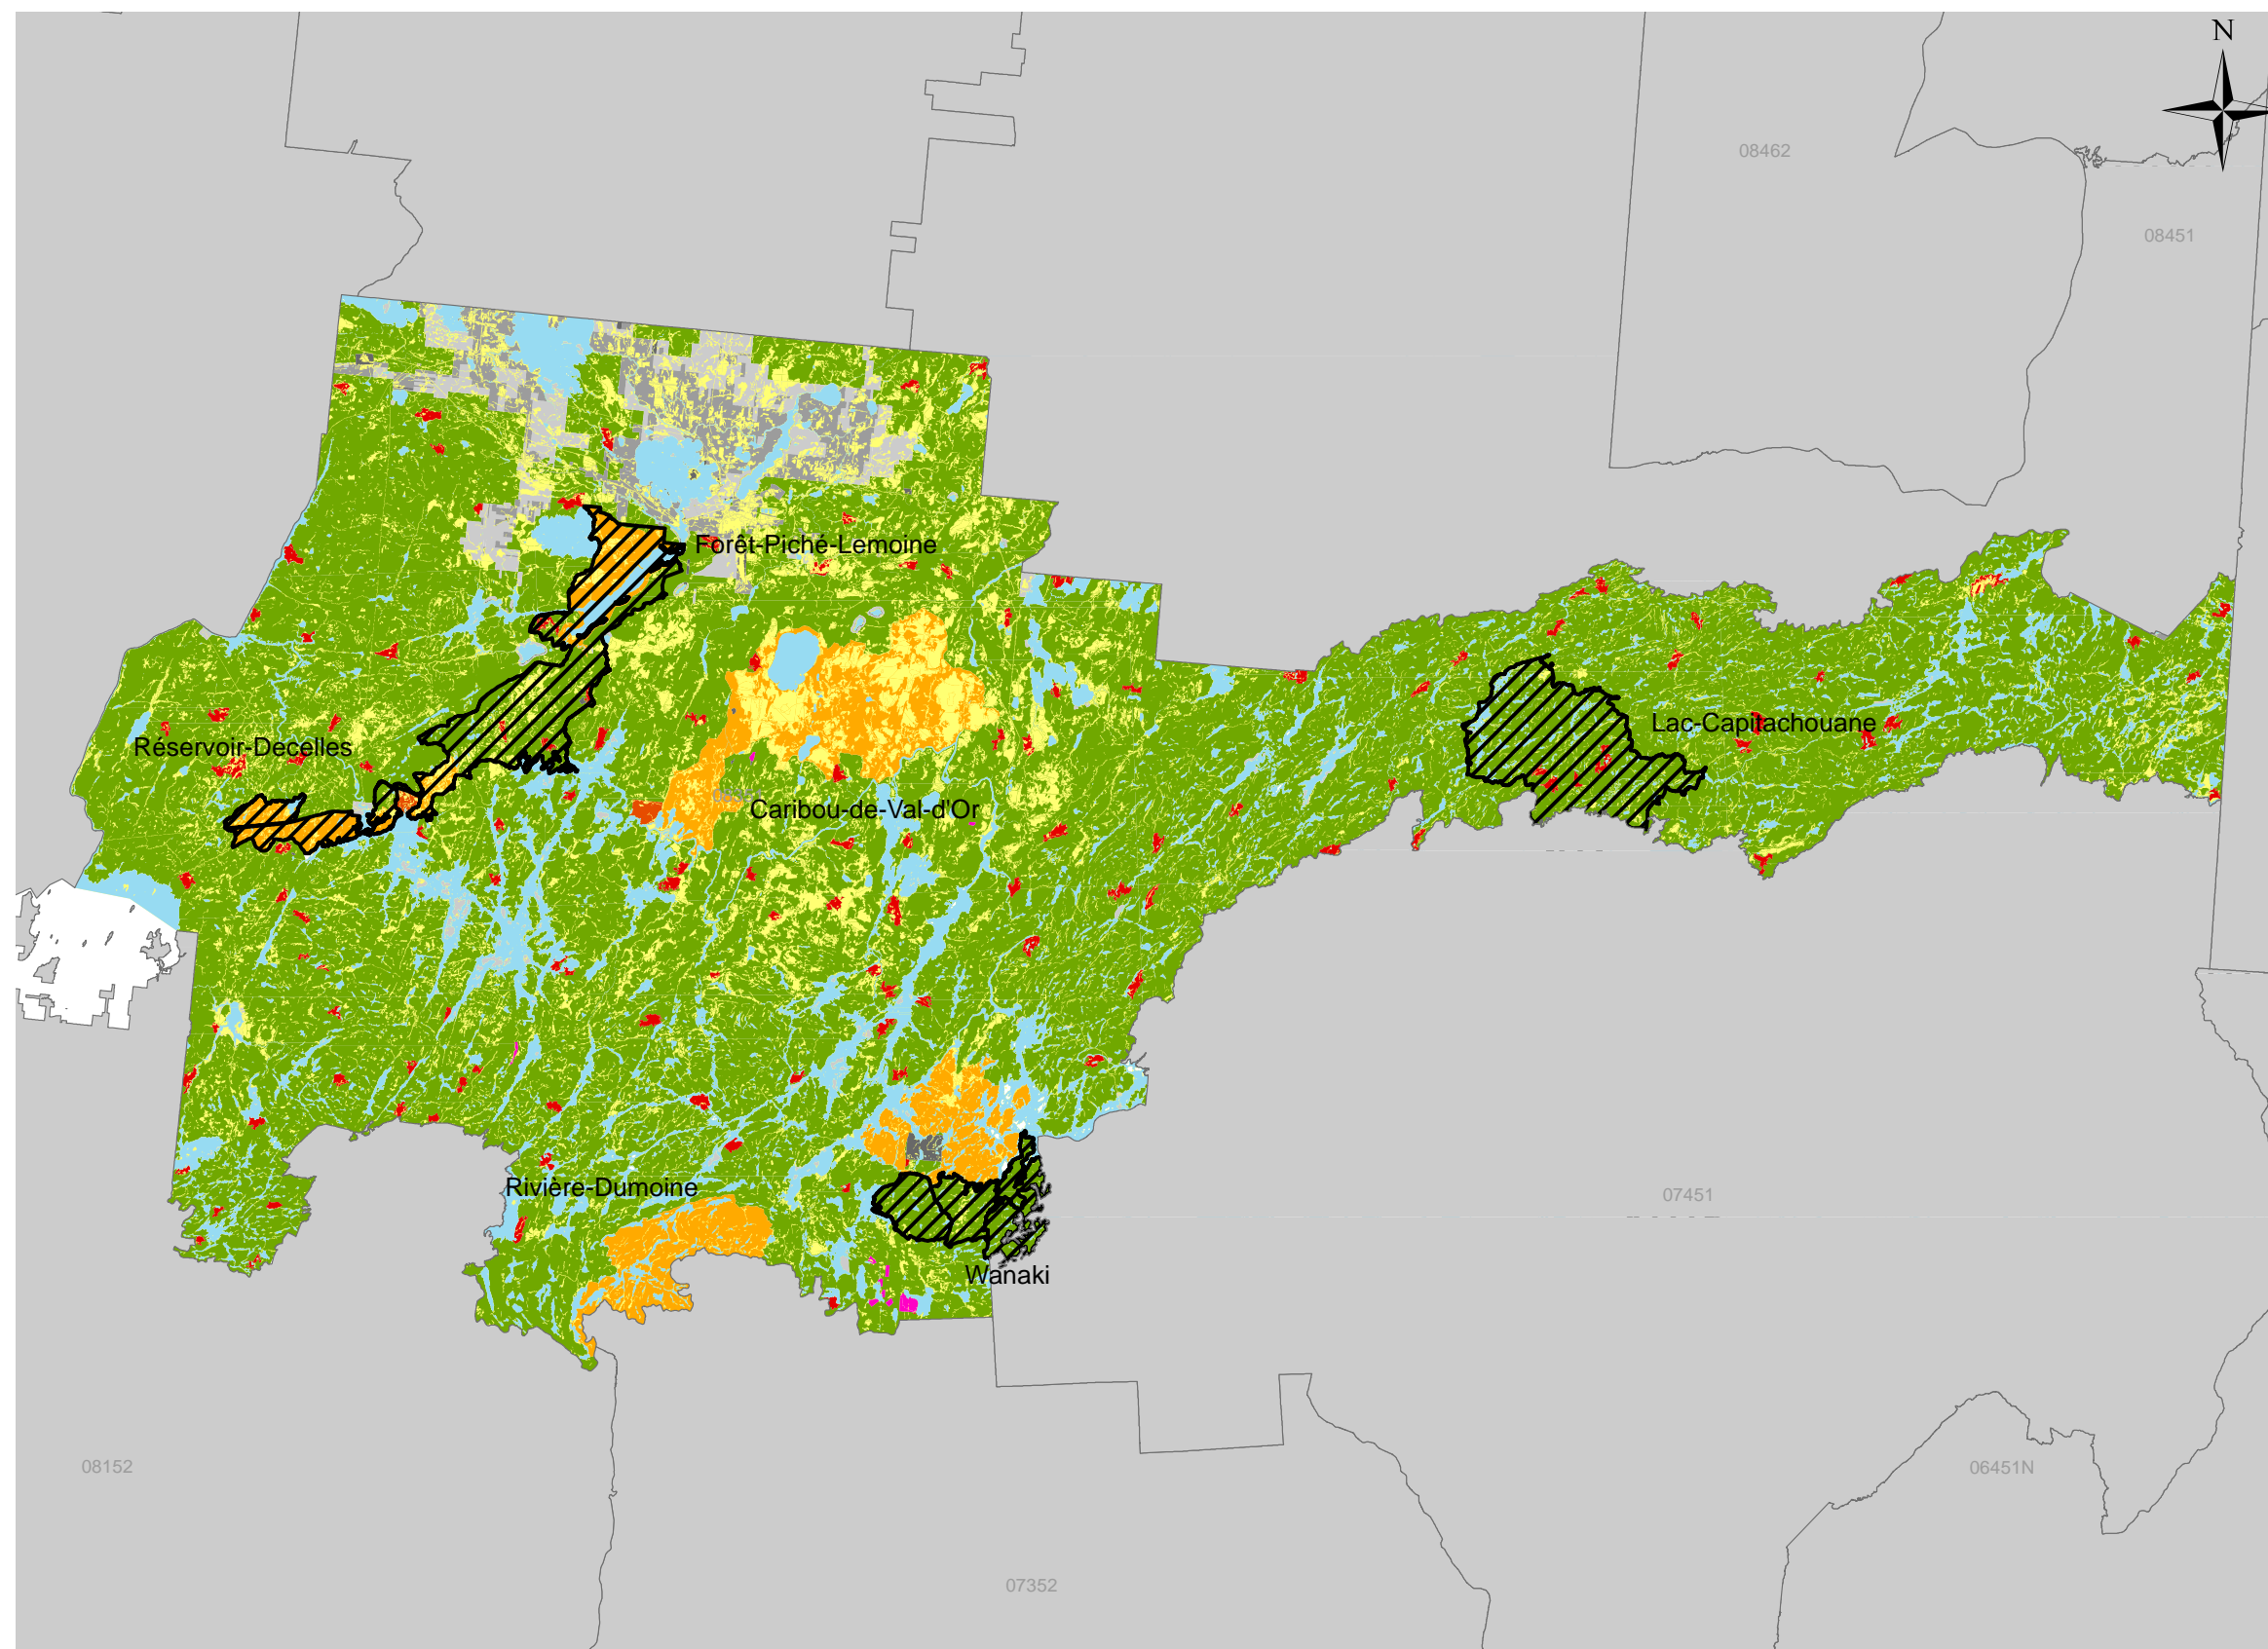 N
08462
08451
Forêt-Piché-Lemoine
Lac-Capitachouane
Réservoir-Decelles
08351
Caribou-de-Val-d'Or
Rivière-Dumoine
07451
Wanaki
08152
06451N
07352